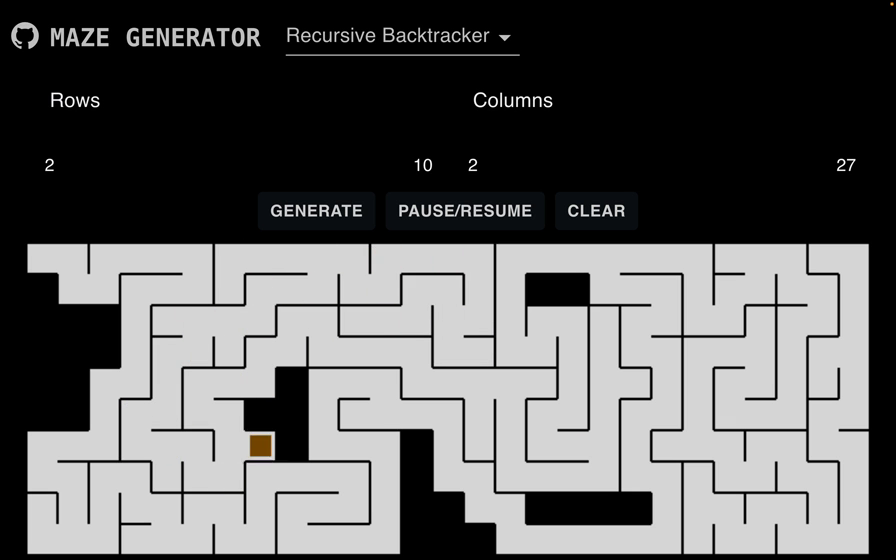 MAZE GENERATOR Recursive Backtracker
Rows Columns
2 10 2 27
GENERATE PAUSE/RESUME CLEAR